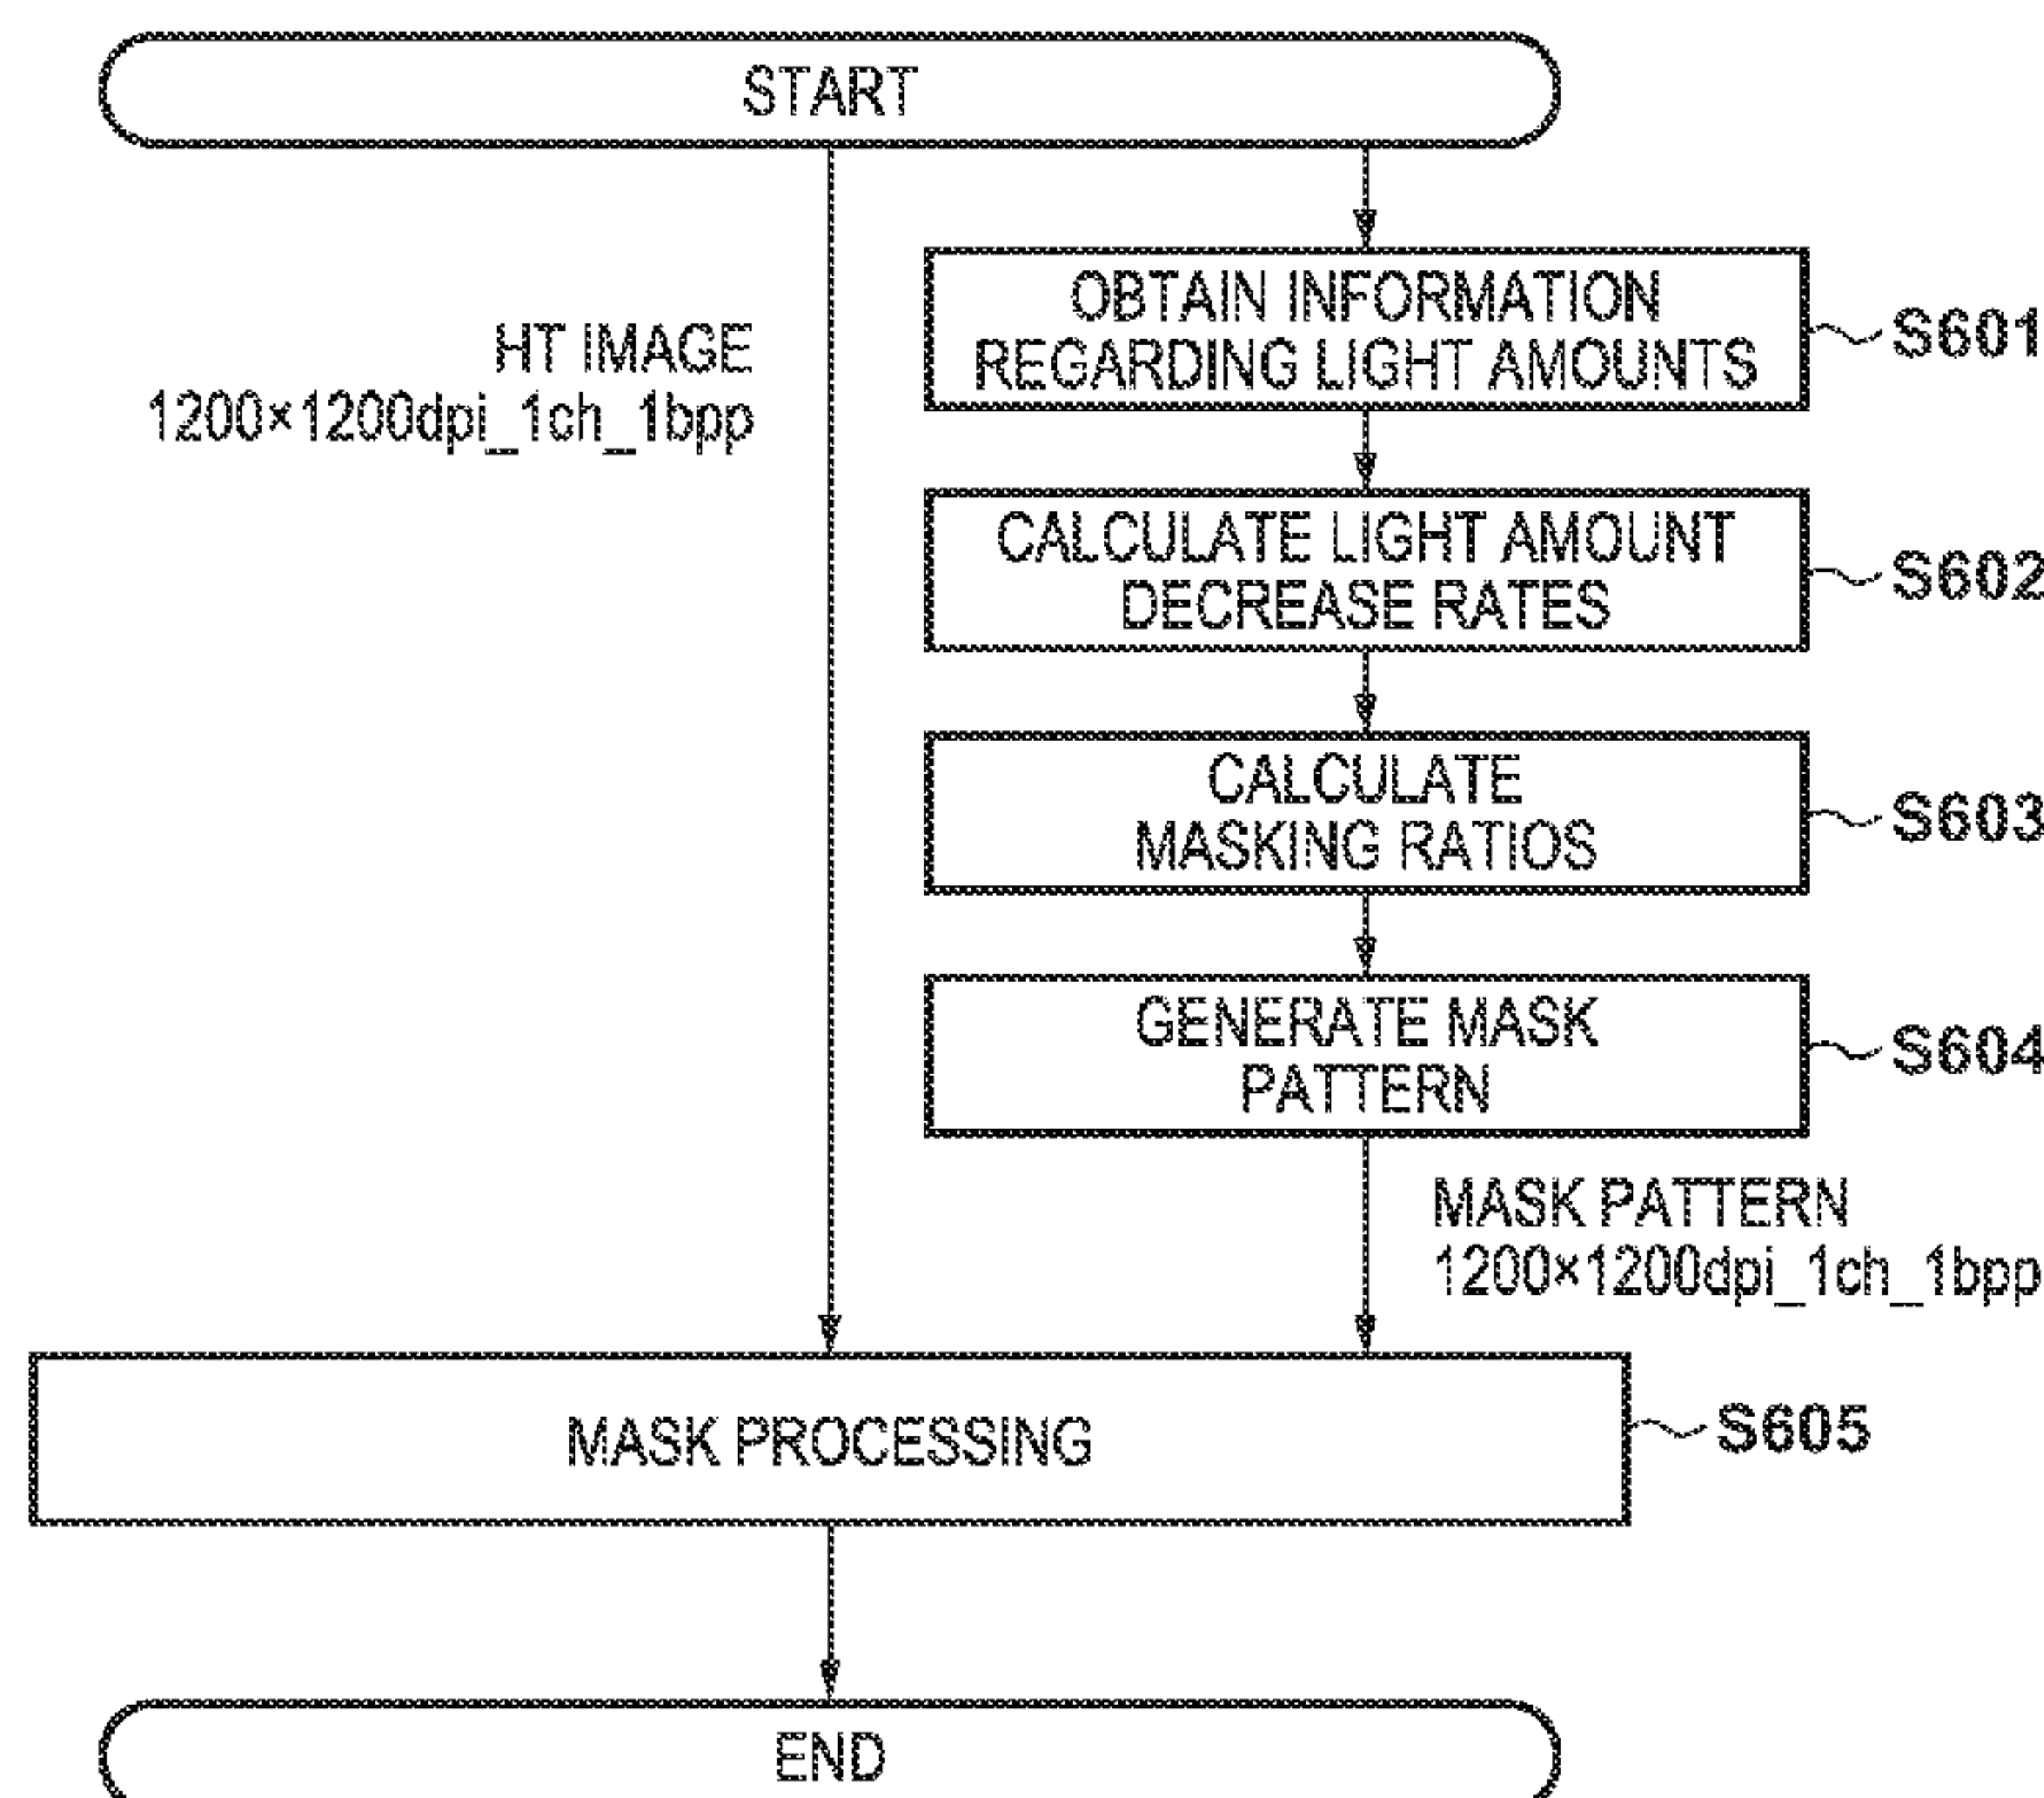 START
HT IMAGE
1200×1200dpi_1ch_1bpp
OBTAIN INFORMATION
REGARDING LIGHT AMOUNTS
S601
CALCULATE LIGHT AMOUNT
DECREASE RATES
S602
CALCULATE
MASKING RATIOS
S603
GENERATE MASK
PATTERN
S604
MASK PATTERN
1200×1200dpi_1ch_1bpp
MASK PROCESSING
S605
END